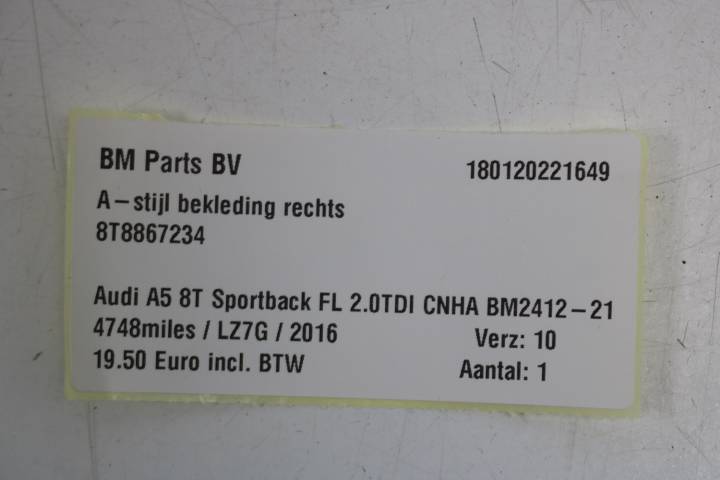 BM Parts BV 180120221649
A-stijl bekleding rechts
8T8867234
Audi A5 8T Sportback FL 2.0TDI CNHA BM2412-21
4748miles / LZ7G / 2016 Verz: 10
19.50 Euro incl. BTW Aantal: 1